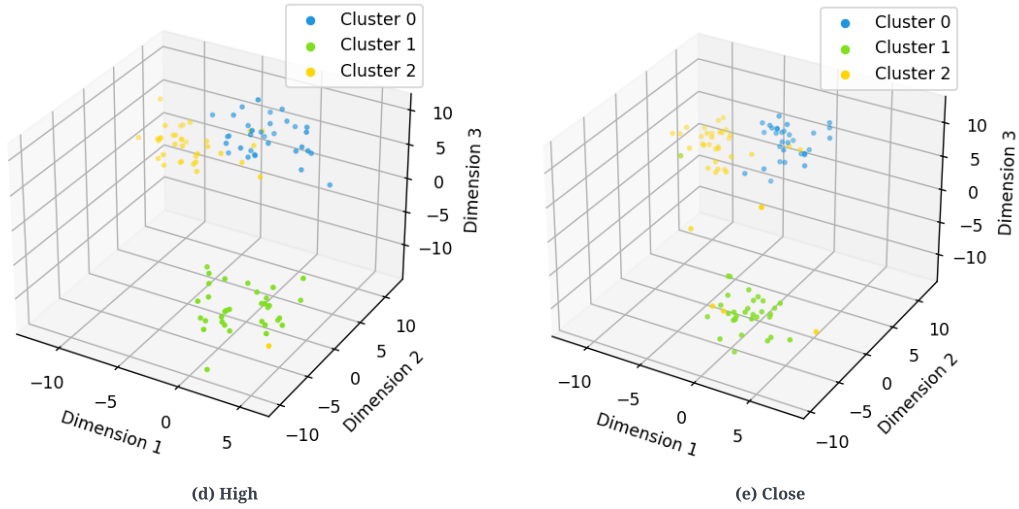 Cluster 0
Cluster 1
Cluster 2
10
5
0
−5
−10
Dimension 3
−10
−5
0
5
Dimension 1
−10
−5
0
5
10
Dimension 2
(d) High
Cluster 0
Cluster 1
Cluster 2
10
5
0
−5
−10
Dimension 3
−10
−5
0
5
Dimension 1
−10
−5
0
5
10
Dimension 2
(e) Close